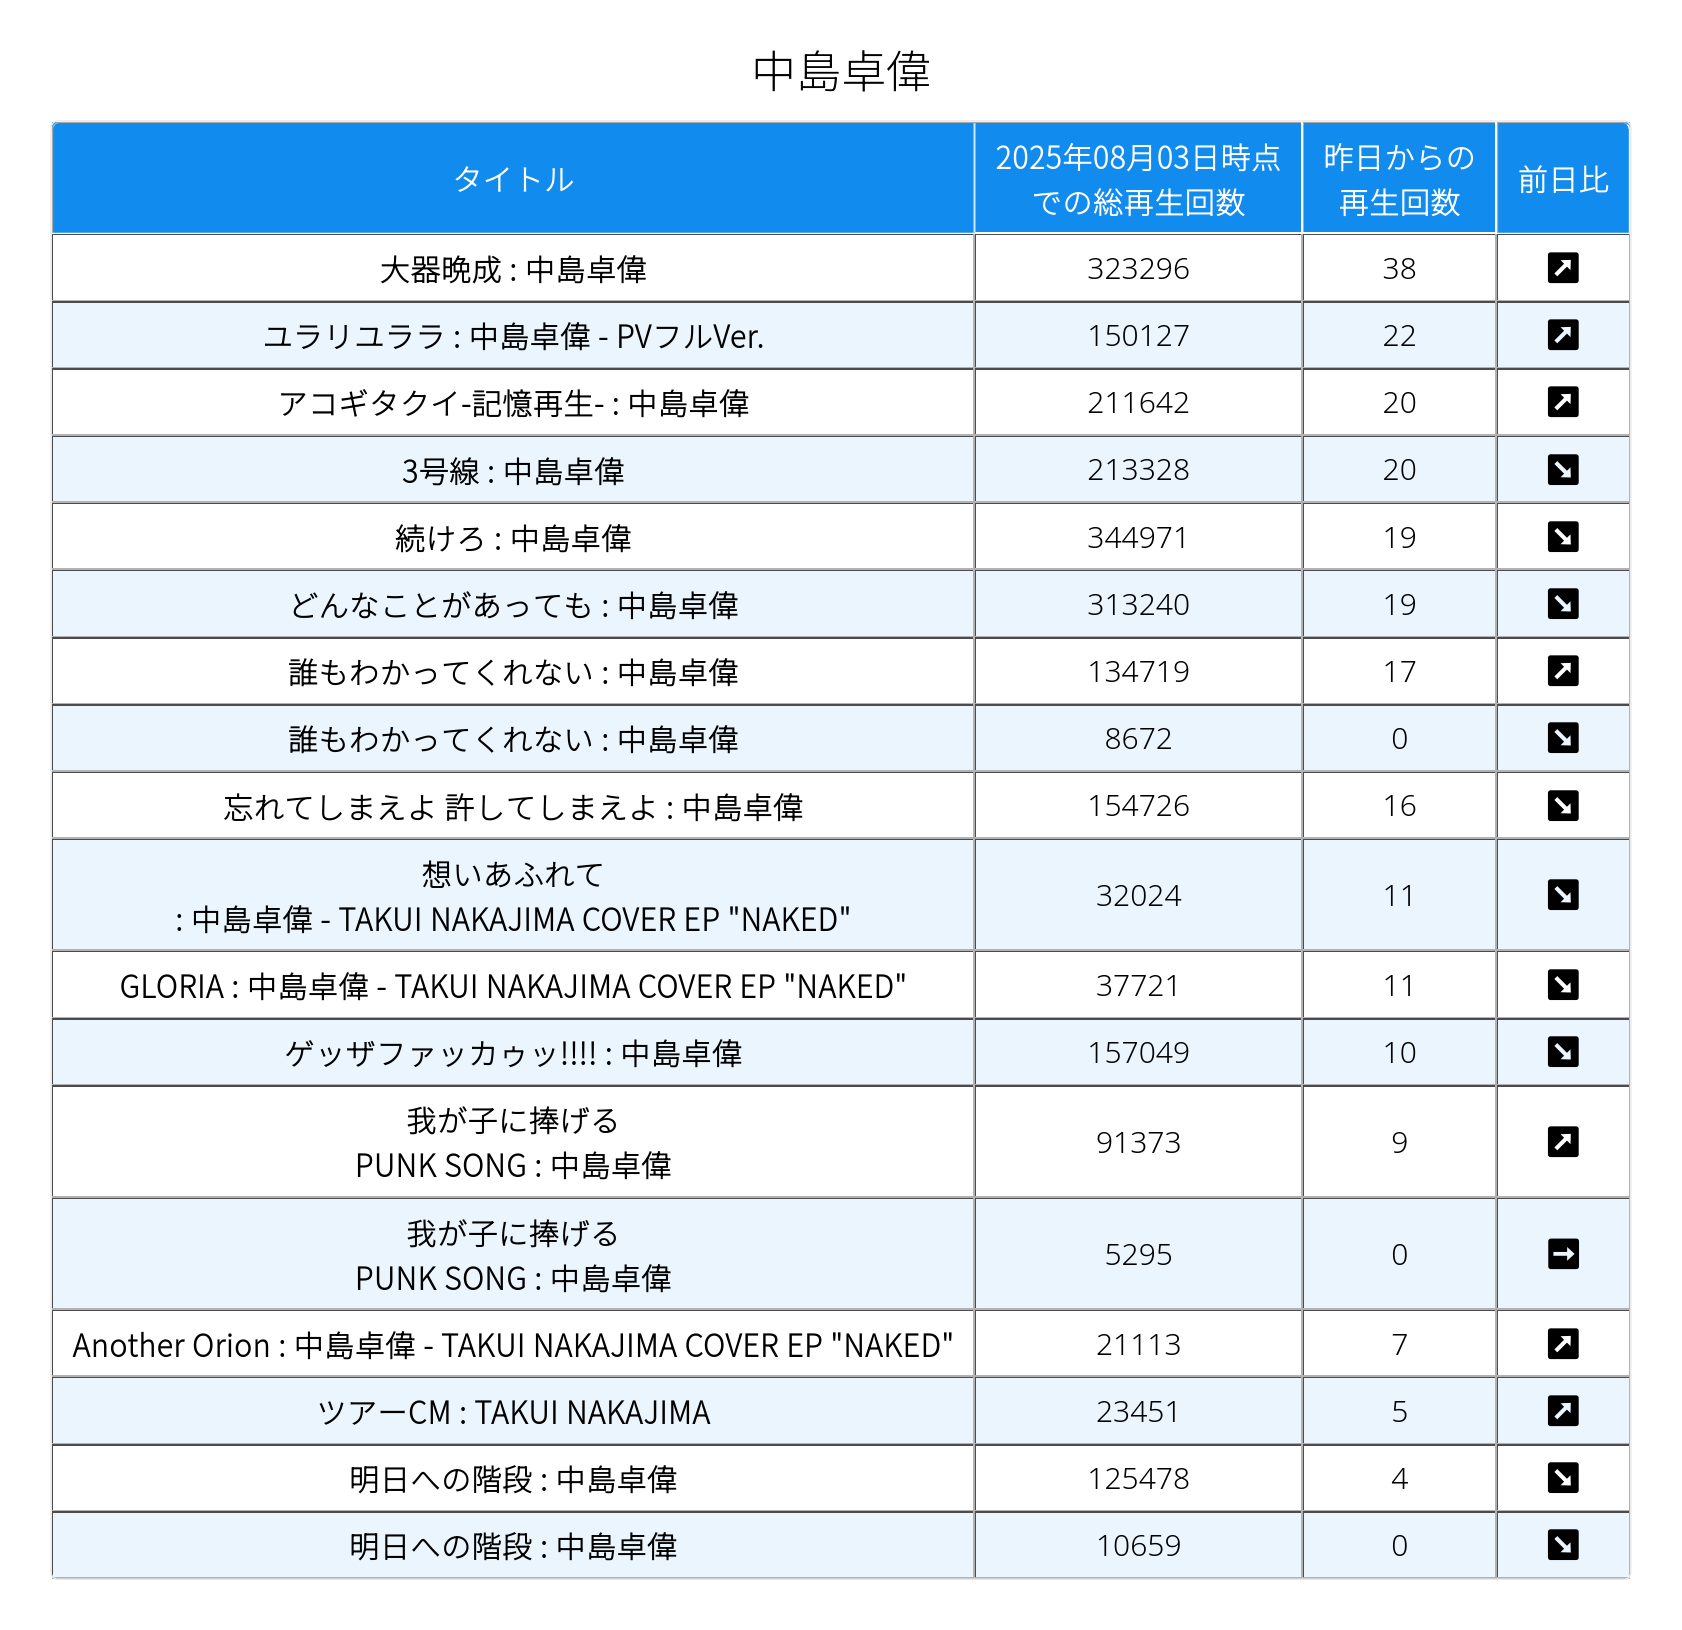 中島卓偉
タイトル
2025年08月03日時点
での総再生回数
昨日からの
再生回数
前日比
大器晩成 : 中島卓偉 323296 38
ユラリユララ : 中島卓偉 - PVフルVer. 150127 22
アコギタクイ-記憶再生- : 中島卓偉 211642 20
3号線 : 中島卓偉 213328 20
続けろ : 中島卓偉 344971 19
どんなことがあっても : 中島卓偉 313240 19
誰もわかってくれない : 中島卓偉 134719 17
誰もわかってくれない : 中島卓偉 8672 0
忘れてしまえよ 許してしまえよ : 中島卓偉 154726 16
想いあふれて
: 中島卓偉 - TAKUI NAKAJIMA COVER EP "NAKED" 32024 11
GLORIA : 中島卓偉 - TAKUI NAKAJIMA COVER EP "NAKED" 37721 11
ゲッザファッカゥッ!!!! : 中島卓偉 157049 10
我が子に捧げる
PUNK SONG : 中島卓偉 91373 9
我が子に捧げる
PUNK SONG : 中島卓偉 5295 0
Another Orion : 中島卓偉 - TAKUI NAKAJIMA COVER EP "NAKED" 21113 7
ツアーCM : TAKUI NAKAJIMA 23451 5
明日への階段 : 中島卓偉 125478 4
明日への階段 : 中島卓偉 10659 0